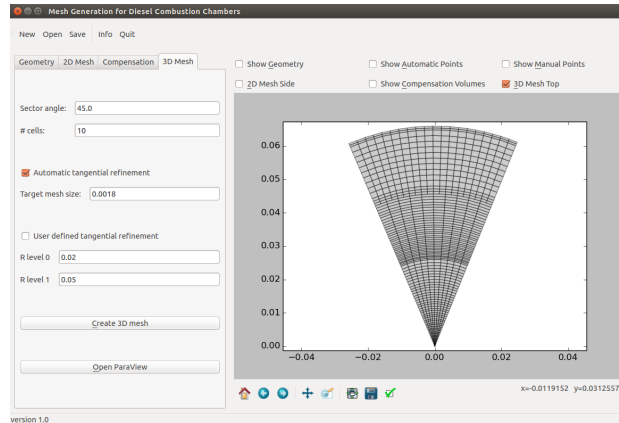 Mesh Generation for Diesel Combustion Chambers
New Open Save Info Quit
Geometry 2D Mesh Compensation 3D Mesh
Show Geometry Show Automatic Points Show Manual Points
2D Mesh Side Show Compensation Volumes 3D Mesh Top
Sector angle: 45.0
# cells: 10
Automatic tangential refinement
Target mesh size: 0.0018
User defined tangential refinement
R level 0 0.02
R level 1 0.05
Create 3D mesh
Open ParaView
0.06
0.05
0.04
0.03
0.02
0.01
0.00
−0.04 −0.02 0.00 0.02 0.04
x=-0.0119152 y=0.0312557
version 1.0